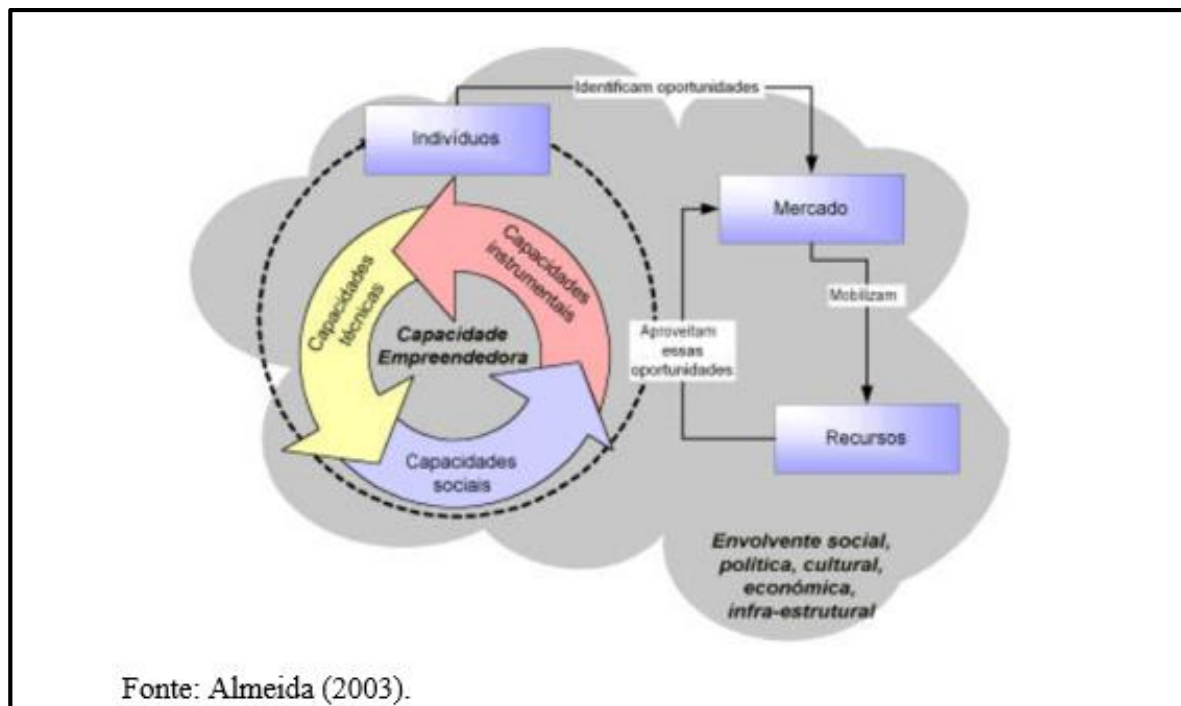 Identificam oportunidades
Indivíduos
Mercado
Mobilizam
Capacidades
técnicas
Capacidades
instrumentais
Capacidade
Empreendedora
Aproveitam
essas
oportunidades
Capacidades
sociais
Recursos
Envolvente social,
política, cultural,
económica,
infra-estrutural
Fonte: Almeida (2003).